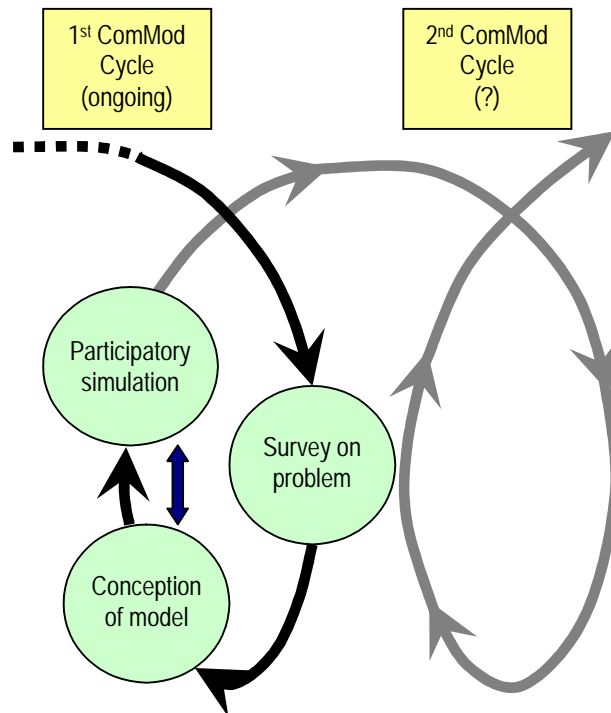 1st ComMod
Cycle
(ongoing)
2nd ComMod
Cycle
(?)
Participatory
simulation
Survey on
problem
Conception
of model